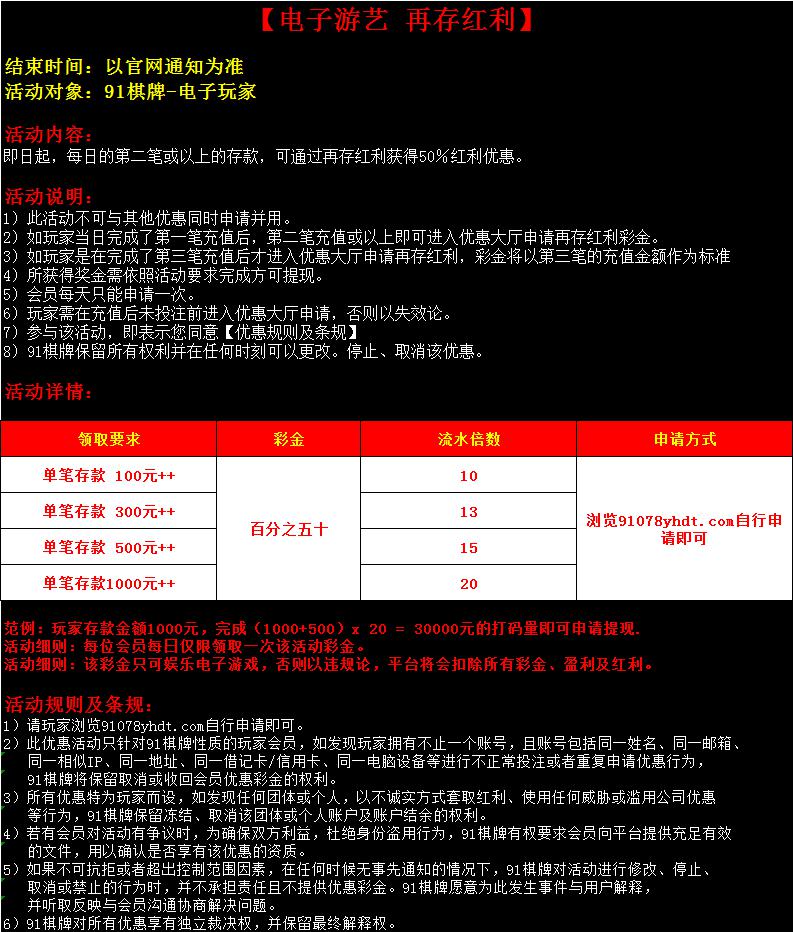 【电子游艺 再存红利】
结束时间：以官网通知为准
活动对象：91棋牌-电子玩家
活动内容：
即日起，每日的第二笔或以上的存款，可通过再存红利获得50%红利优惠。
活动说明：
1）此活动不可与其他优惠同时申请并用。
2）如玩家当日完成了第一笔充值后，第二笔充值或以上即可进入优惠大厅申请再存红利彩金。
3）如玩家是在完成了第三笔充值后才进入优惠大厅申请再存红利，彩金将以第三笔的充值金额作为标准
4）所获得奖金需依照活动要求完成方可提现。
5）会员每天只能申请一次。
6）玩家需在充值后未投注前进入优惠大厅申请，否则以失效论。
7）参与该活动，即表示您同意【优惠规则及条规】
8）91棋牌保留所有权利并在任何时刻可以更改。停止、取消该优惠。
活动详情：
领取要求 彩金 流水倍数 申请方式
单笔存款 100元++ 10
单笔存款 300元++ 13
百分之五十
浏览91078yhdt.com自行申
请即可
单笔存款 500元++ 15
单笔存款1000元++ 20
范例：玩家存款金额1000元，完成（1000+500）x 20 = 30000元的打码量即可申请提现.
活动细则：每位会员每日仅限领取一次该活动彩金。
活动细则：该彩金只可娱乐电子游戏，否则以违规论，平台将会扣除所有彩金、盈利及红利。
活动规则及条规：
1）请玩家浏览91078yhdt.com自行申请即可。
2）此优惠活动只针对91棋牌性质的玩家会员，如发现玩家拥有不止一个账号，且账号包括同一姓名、同一邮箱、
同一相似IP、同一地址、同一借记卡/信用卡、同一电脑设备等进行不正常投注或者重复申请优惠行为，
91棋牌将保留取消或收回会员优惠彩金的权利。
3）所有优惠特为玩家而设，如发现任何团体或个人，以不诚实方式套取红利、使用任何威胁或滥用公司优惠
等行为，91棋牌保留冻结、取消该团体或个人账户及账户结余的权利。
4）若有会员对活动有争议时，为确保双方利益，杜绝身份盗用行为，91棋牌有权要求会员向平台提供充足有效
的文件，用以确认是否享有该优惠的资质。
5）如果不可抗拒或者超出控制范围因素，在任何时候无事先通知的情况下，91棋牌对活动进行修改、停止、
取消或禁止的行为时，并不承担责任且不提供优惠彩金。91棋牌愿意为此发生事件与用户解释，
并听取反映与会员沟通协商解决问题。
6）91棋牌对所有优惠享有独立裁决权，并保留最终解释权。